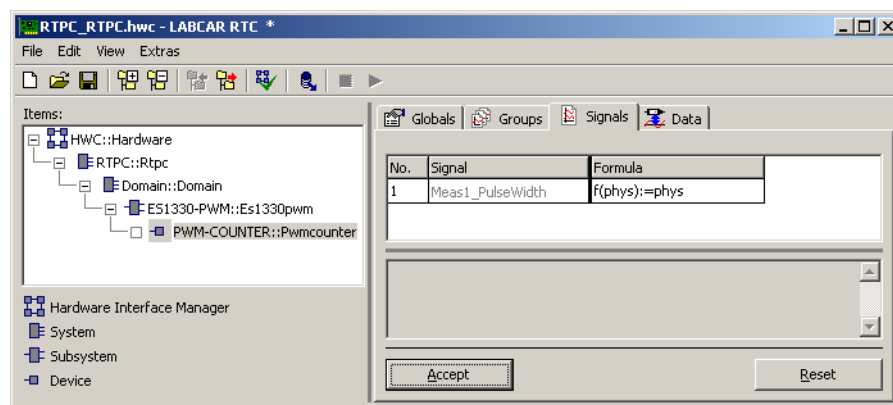 RTPC_RTPC.hwc - LABCAR RTC *
File Edit View Extras
Items:
HWC::Hardware
RTPC::Rtpc
Domain::Domain
ES1330-PWM::Es1330pwm
PWM-COUNTER::Pwmcounter
Hardware Interface Manager
System
Subsystem
Device
Globals Groups Signals Data
No. Signal Formula
1 Meas1_PulseWidth f(phys):=phys
Accept Reset